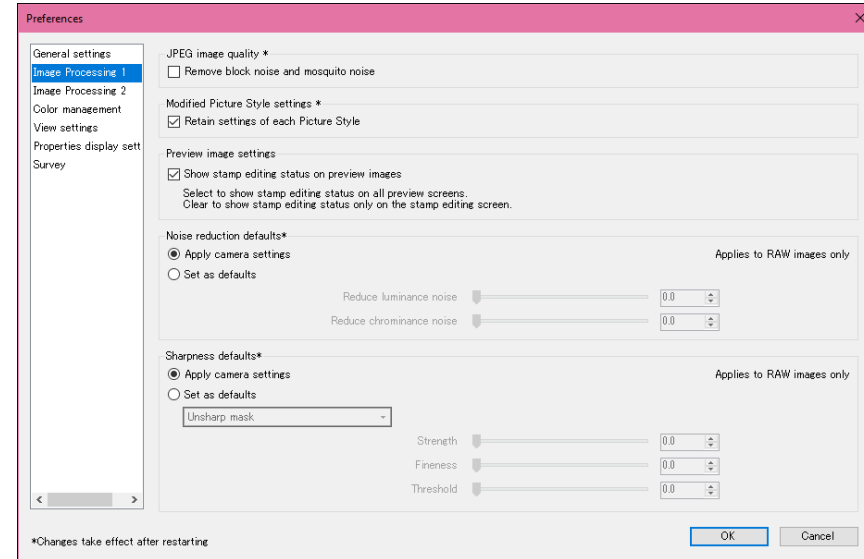 Preferences
General settings
Image Processing 1
Image Processing 2
Color management
View settings
Properties display sett
Survey
JPEG image quality *
Remove block noise and mosquito noise
Modified Picture Style settings *
Retain settings of each Picture Style
Preview image settings
Show stamp editing status on preview images
Select to show stamp editing status on all preview screens.
Clear to show stamp editing status only on the stamp editing screen.
Noise reduction defaults*
Apply camera settings
Applies to RAW images only
Set as defaults
Reduce luminance noise 0.0
Reduce chrominance noise 0.0
Sharpness defaults*
Apply camera settings
Applies to RAW images only
Set as defaults
Unsharp mask
Strength 0.0
Fineness 0.0
Threshold 0.0
*Changes take effect after restarting
OK
Cancel